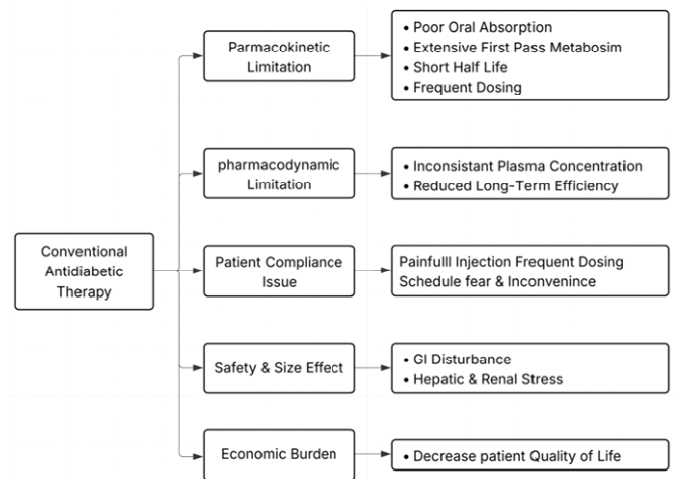 Conventional
Antidiabetic
Therapy
Parmacokinetic
Limitation
• Poor Oral Absorption
• Extensive First Pass Metabosim
• Short Half Life
• Frequent Dosing
pharmacodynamic
Limitation
• Inconsistant Plasma Concentration
• Reduced Long-Term Efficiency
Patient Compliance
Issue
Painfulll Injection Frequent Dosing
Schedule fear & Inconvenince
Safety & Size Effect
• GI Disturbance
• Hepatic & Renal Stress
Economic Burden
• Decrease patient Quality of Life